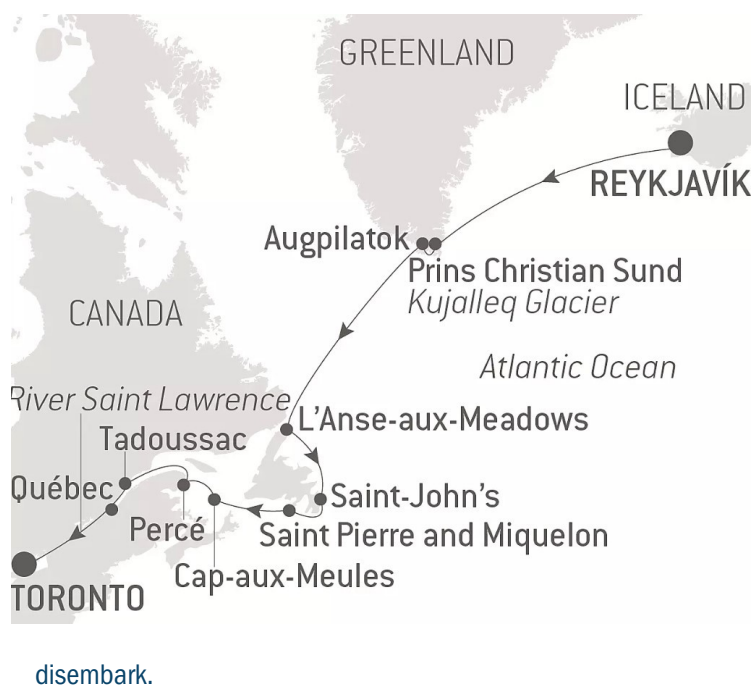 GREENLAND
ICELAND
REYKJAVÍK
Augpilatok
Prins Christian Sund
Kujalleq Glacier
CANADA
Atlantic Ocean
River Saint Lawrence
L'Anse-aux-Meadows
Tadoussac
Québec
Saint-John's
Percé
Saint Pierre and Miquelon
Cap-aux-Meules
TORONTO
disembark.